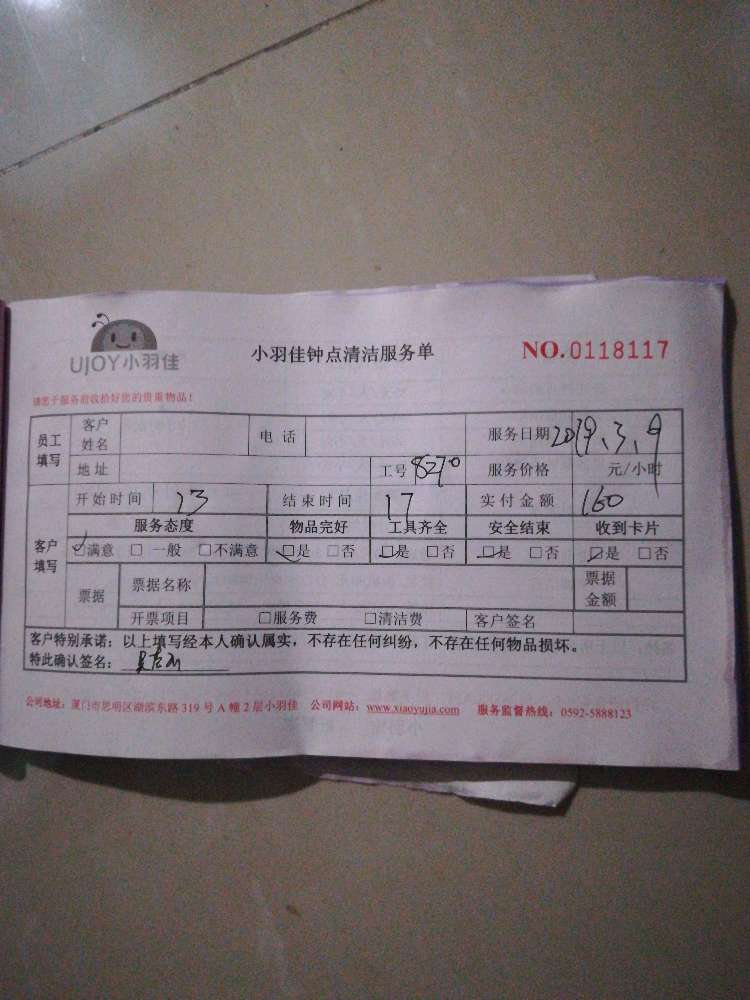 UJOY小羽佳
小羽佳钟点清洁服务单
NO.0118117
请您于服务前收拾好您的贵重物品！
员工填写 客户姓名 电话 服务日期 2019.3.9
地址 工号 8270 服务价格 元/小时
客户填写 开始时间 13 结束时间 17 实付金额 160
服务态度 物品完好 工具齐全 安全结束 收到卡片
☑满意 □一般 □不满意 ☑是 □否 ☑是 □否 ☑是 □否 ☑是 □否
票据 票据名称 票据金额
开票项目 □服务费 □清洁费 客户签名
客户特别承诺：以上填写经本人确认属实，不存在任何纠纷，不存在任何物品损坏。
特此确认签名：
公司地址：厦门市思明区湖滨东路319号A幢2层小羽佳 公司网站：www.xiaoyujia.com 服务监督热线：0592-5888123